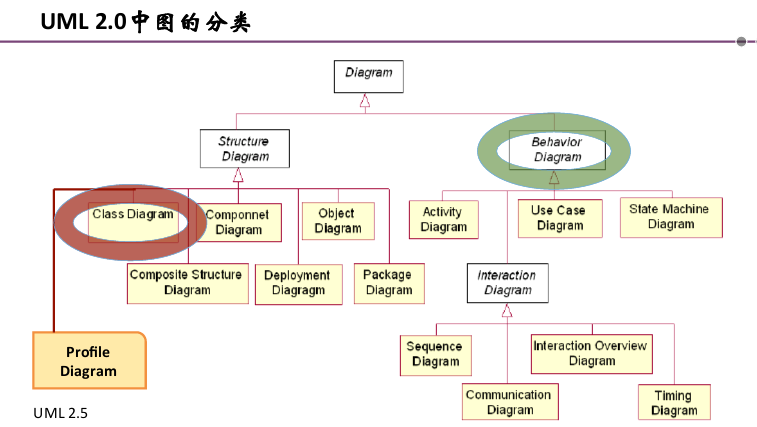 UML 2.0中图的分类
Diagram
Structure
Diagram
Behavior
Diagram
Class Diagram
Componnet
Diagram
Object
Diagram
Activity
Diagram
Use Case
Diagram
State Machine
Diagram
Composite Structure
Diagram
Deployment
Diagragm
Package
Diagram
Interaction
Diagram
Profile
Diagram
Sequence
Diagram
Interaction Overview
Diagram
Communication
Diagram
Timing
Diagram
UML 2.5